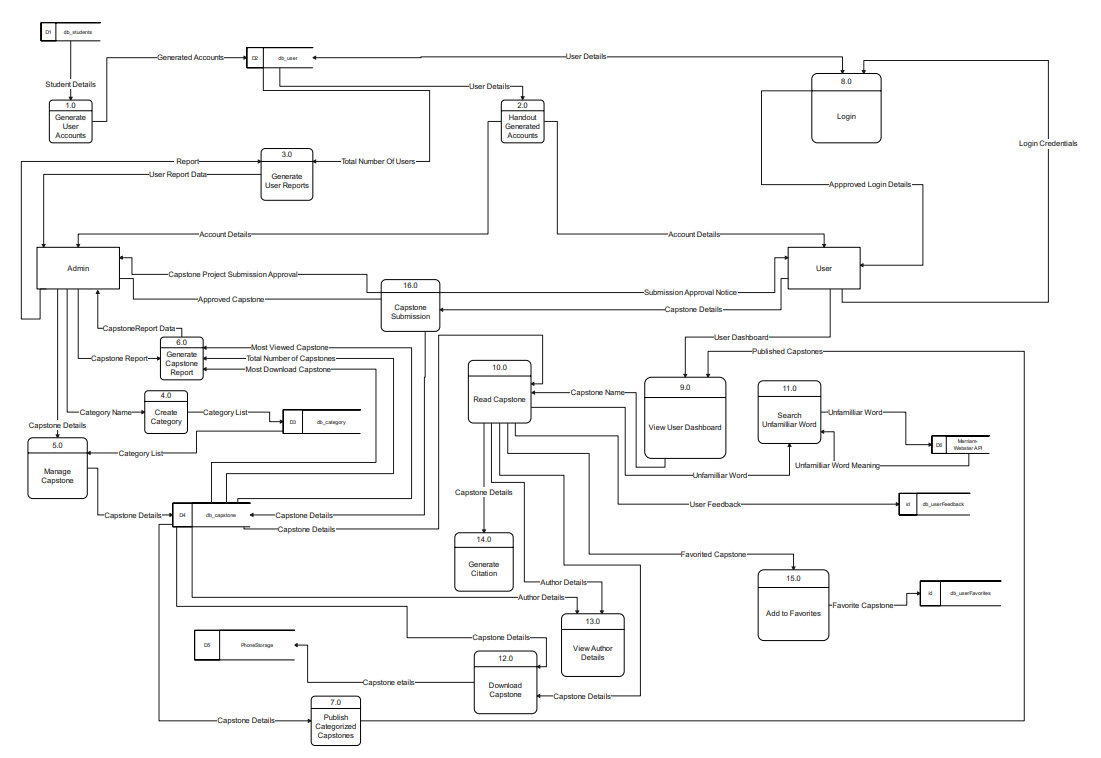 D1 db_students
Generated Accounts
D2 db_user
User Details
Student Details
User Details
8.0
Login
1.0
Generate
User
Accounts
2.0
Handout
Generated
Accounts
Login Credentials
Report
3.0
Generate
User Reports
Total Number Of Users
User Report Data
Appproved Login Details
Account Details
Account Details
Admin
User
Capstone Project Submission Approval
16.0
Capstone
Submission
Submission Approval Notice
Approved Capstone
Capstone Details
CapstoneReport Data
User Dashboard
6.0
Generate
Capstone
Report
Most Viewed Capstone
Published Capstones
Capstone Report
Total Number of Capstones
Most Download Capstone
10.0
Read Capstone
Capstone Name
9.0
View User Dashboard
11.0
Search
Unfamilliar Word
4.0
Create
Category
Category Name
Category List
D3 db_category
Unfamilliar Word
Capstone Details
5.0
Manage
Capstone
Category List
D6 Merriam-
Webster API
Unfamilliar Word Meaning
Unfamilliar Word
Capstone Details
User Feedback
id db_userFeedback
Capstone Details
D4 db_capstone
Capstone Details
Capstone Details
14.0
Generate
Citation
Favorited Capstone
15.0
Add to Favorites
Author Details
Favorite Capstone
id db_userFavorites
Author Details
13.0
View Author
Details
Capstone Details
D5 PhoneStorage
12.0
Download
Capstone
Capstone etails
Capstone Details
7.0
Publish
Categorized
Capstones
Capstone Details